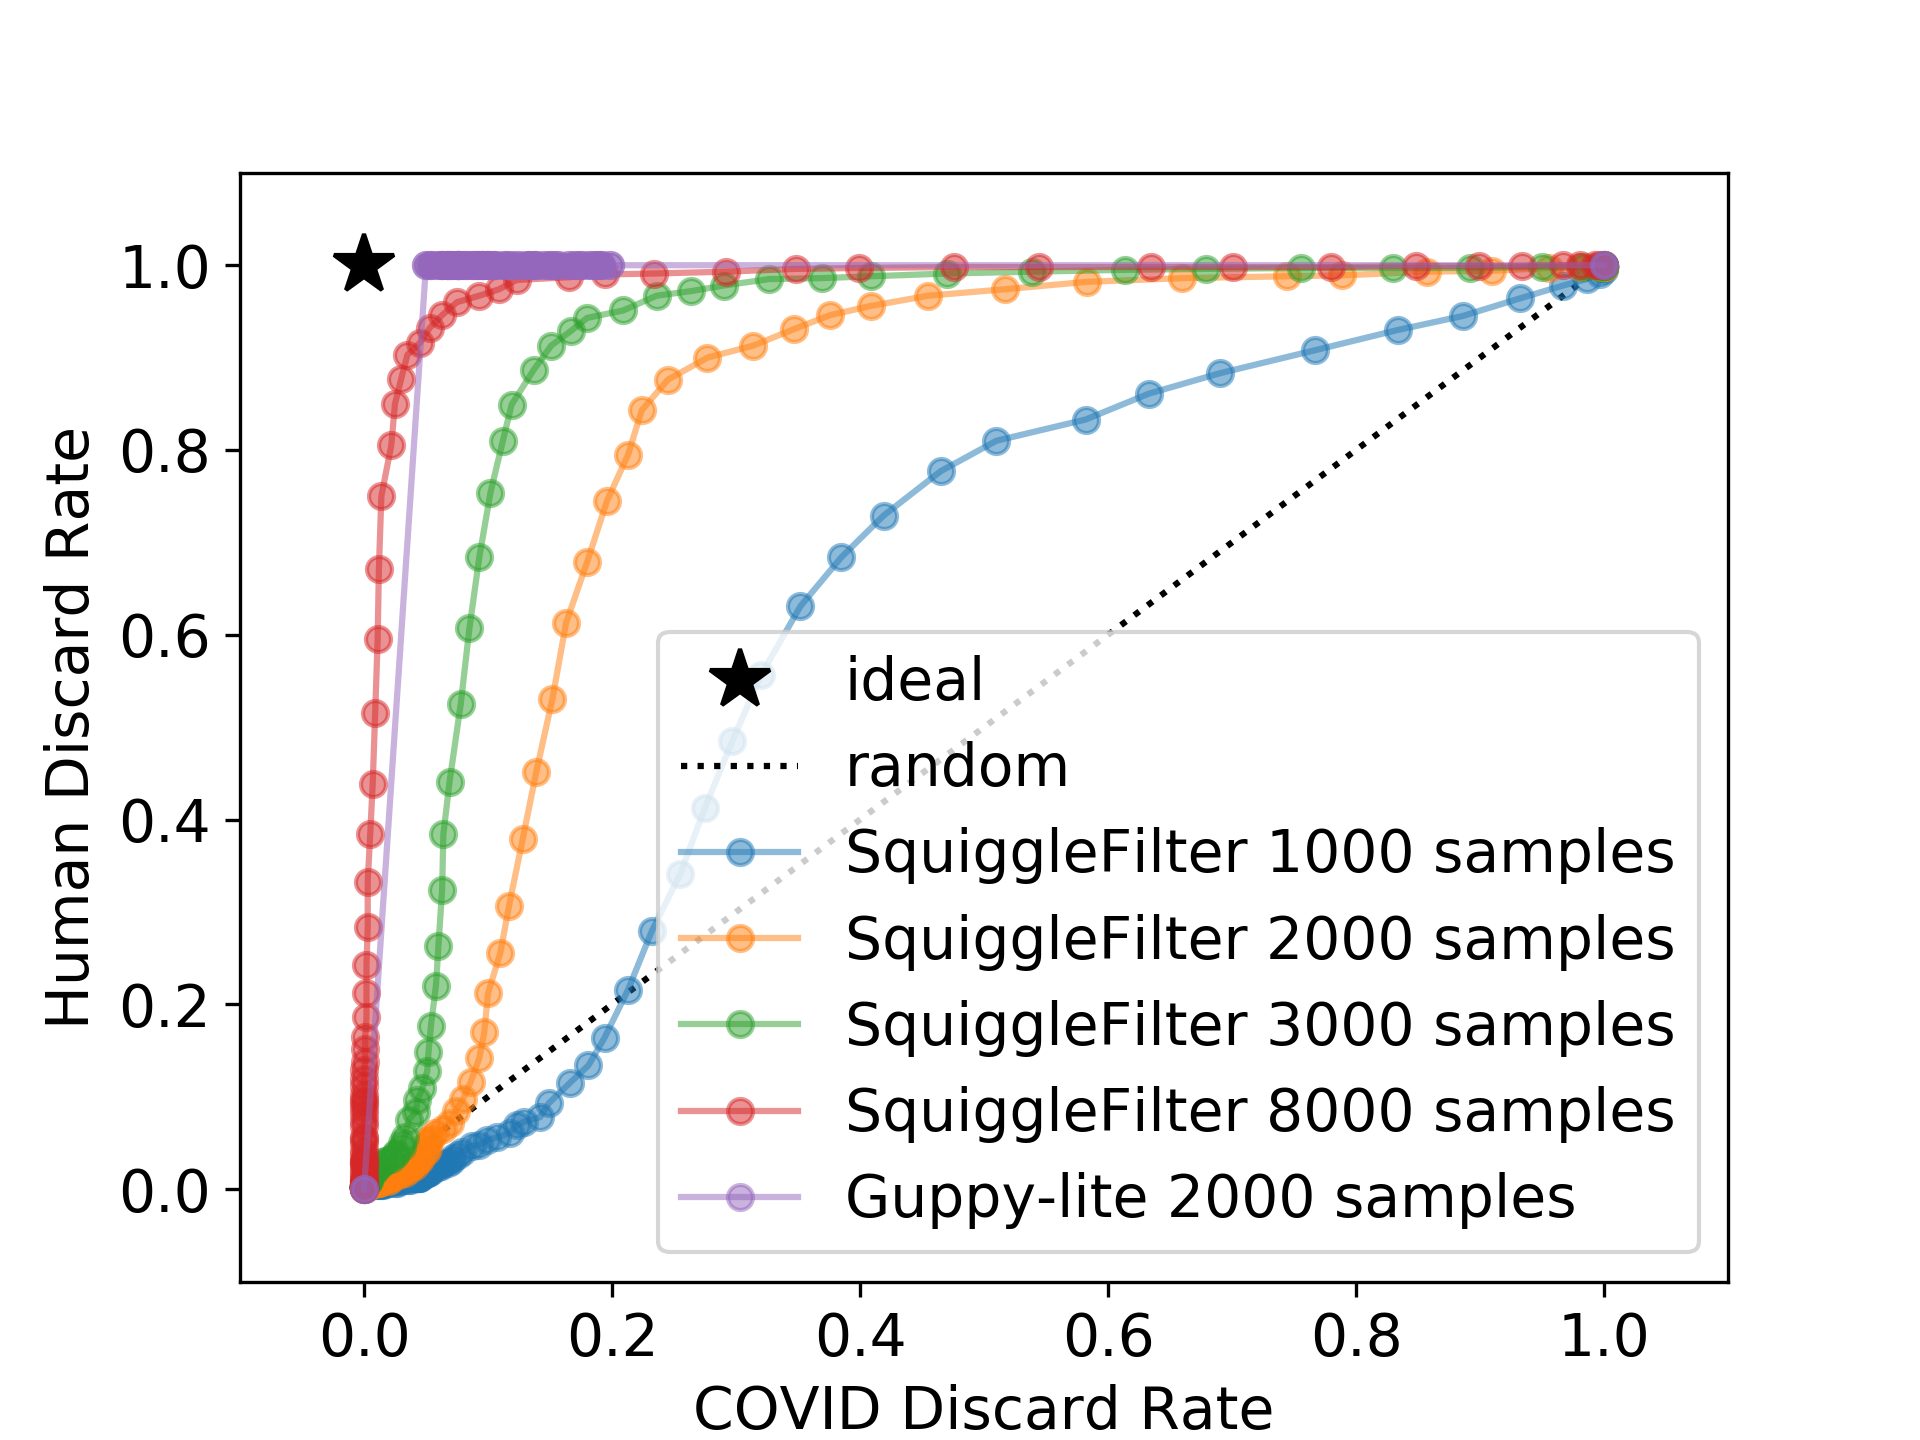 1.0
0.8
0.6
0.4
0.2
0.0
Human Discard Rate
ideal
random
SquiggleFilter 1000 samples
SquiggleFilter 2000 samples
SquiggleFilter 3000 samples
SquiggleFilter 8000 samples
Guppy-lite 2000 samples
0.0 0.2 0.4 0.6 0.8 1.0
COVID Discard Rate